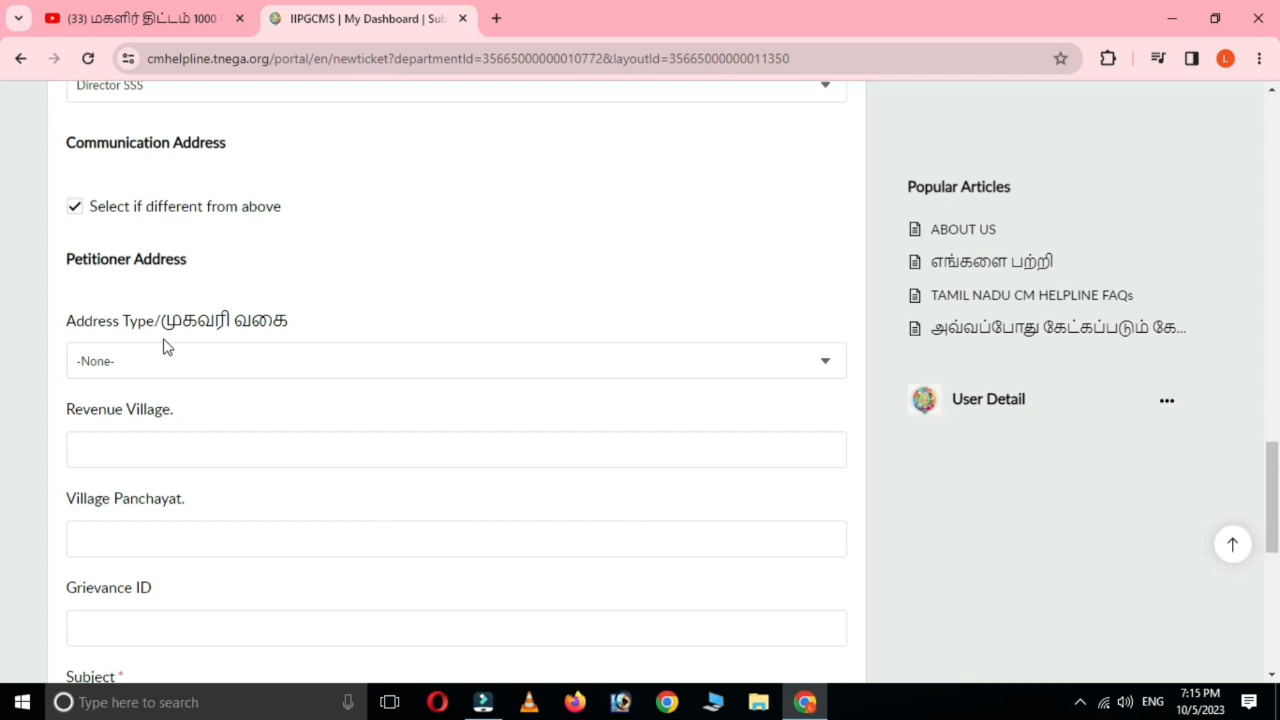 (33) மகளிர் திட்டம் 1000
IIPGCMS | My Dashboard | Sub
cmhelpline.tnega.org/portal/en/newticket?departmentId=35665000000010772&layoutId=35665000000011350
L
Director SSS
Communication Address
Select if different from above
Petitioner Address
Address Type/முகவரி வகை
-None-
Revenue Village.
Village Panchayat.
Grievance ID
Subject *
Popular Articles
ABOUT US
எங்களை பற்றி
TAMIL NADU CM HELPLINE FAQs
அவ்வப்போது கேட்கப்படும் கே...
User Detail
Type here to search
ENG
7:15 PM
10/5/2023